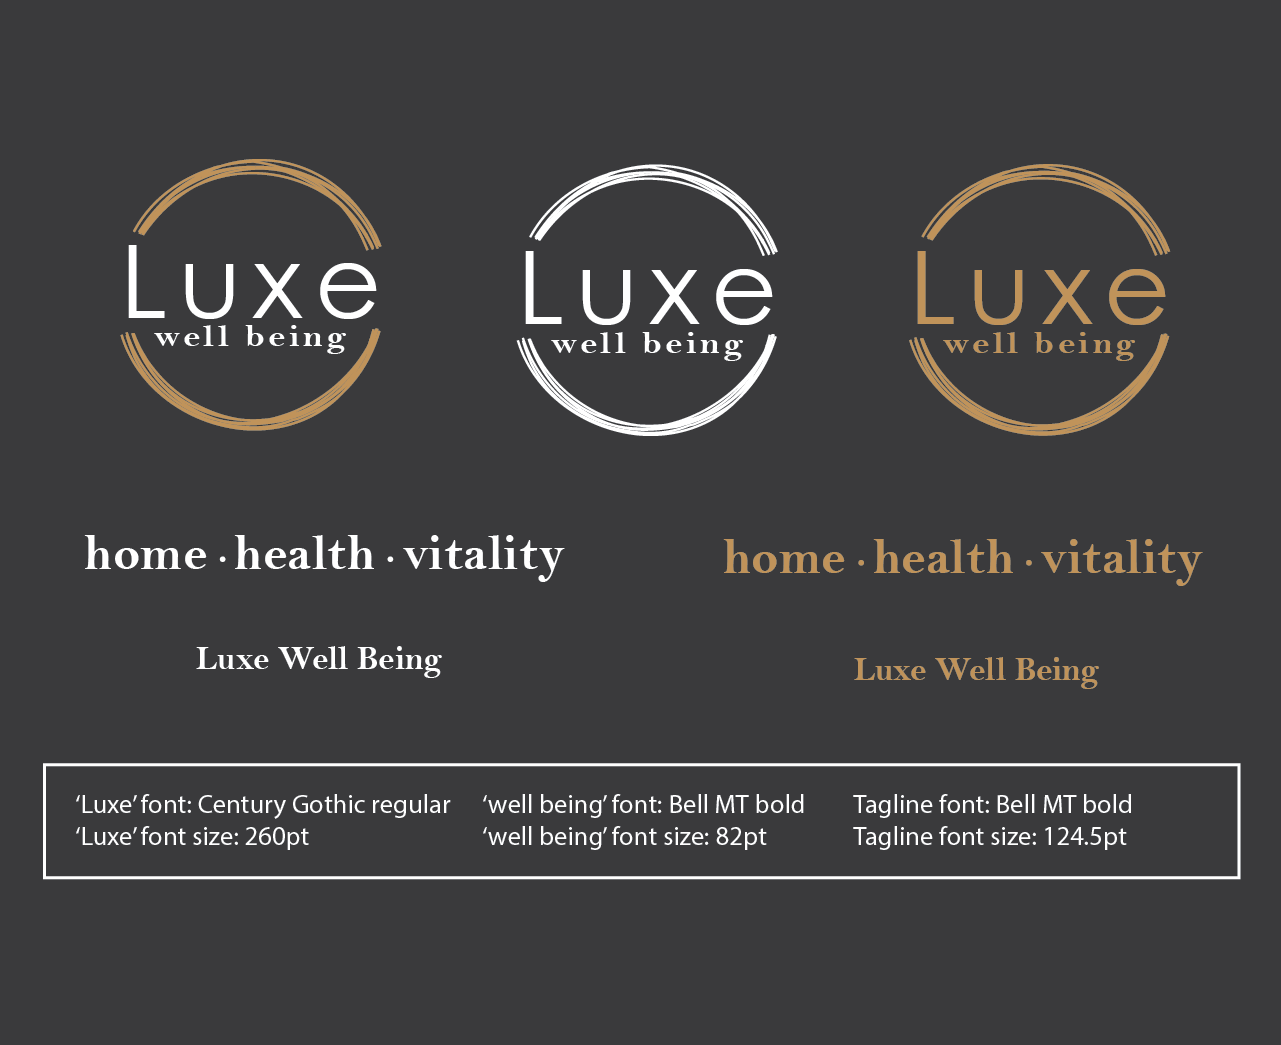 Luxe
well being
Luxe
well being
Luxe
well being
home · health · vitality
home · health · vitality
Luxe Well Being
Luxe Well Being
‘Luxe’ font: Century Gothic regular
‘Luxe’ font size: 260pt
‘well being’ font: Bell MT bold
‘well being’ font size: 82pt
Tagline font: Bell MT bold
Tagline font size: 124.5pt